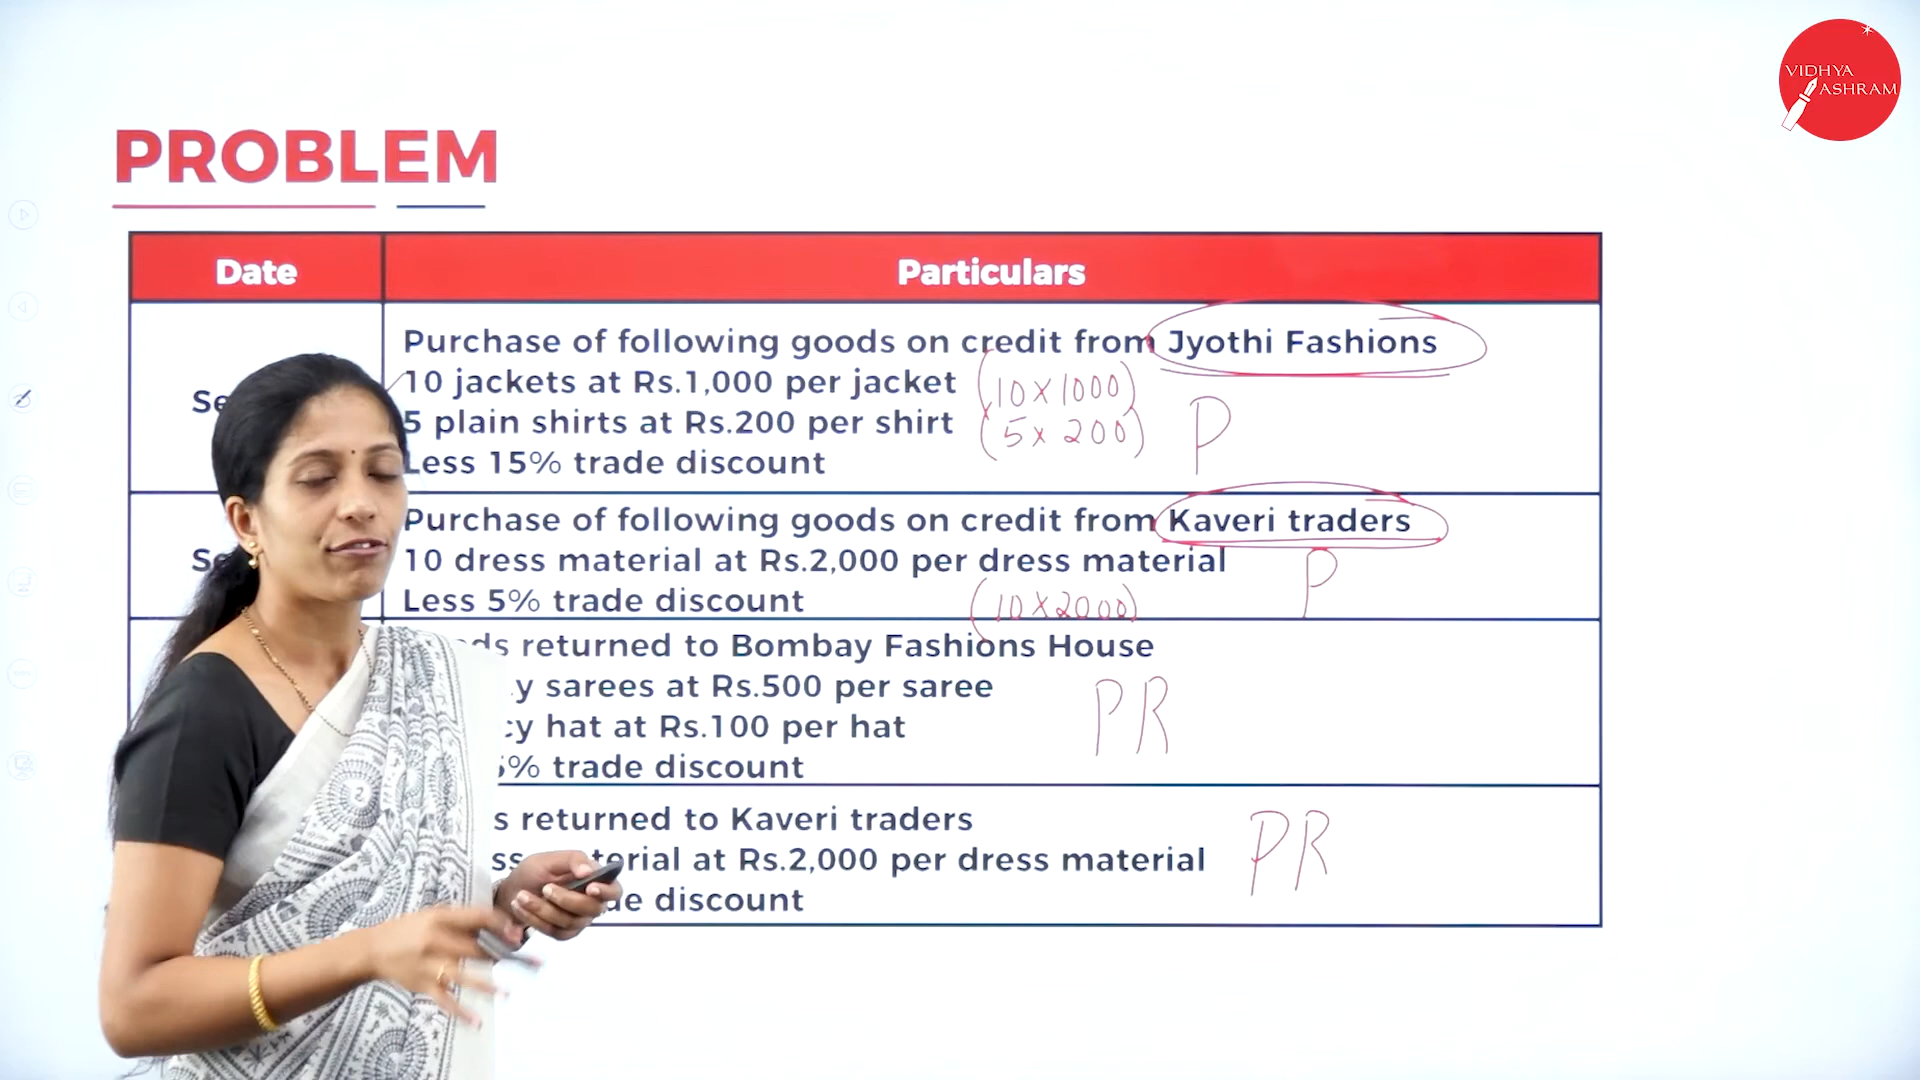 VIDHYA
ASHRAM
PROBLEM
Date Particulars
Purchase of following goods on credit from Jyothi Fashions
10 jackets at Rs.1,000 per jacket (10 x 1000)
5 plain shirts at Rs.200 per shirt (5 x 200) P
Less 15% trade discount
Purchase of following goods on credit from Kaveri traders
10 dress material at Rs.2,000 per dress material P
Less 5% trade discount (10 x 2000)
returned to Bombay Fashions House
sarees at Rs.500 per saree PR
hat at Rs.100 per hat
% trade discount
returned to Kaveri traders PR
at Rs.2,000 per dress material
discount